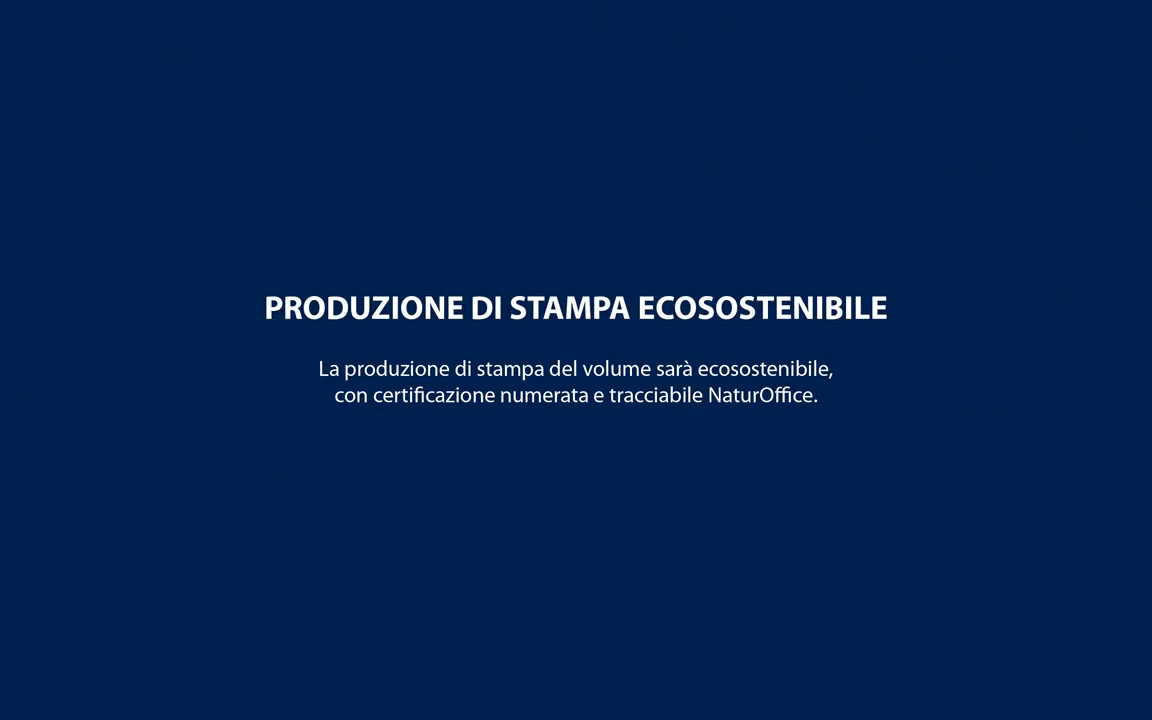 PRODUZIONE DI STAMPA ECOSOSTENIBILE
La produzione di stampa del volume sarà ecosostenibile,
con certificazione numerata e tracciabile NaturOffice.